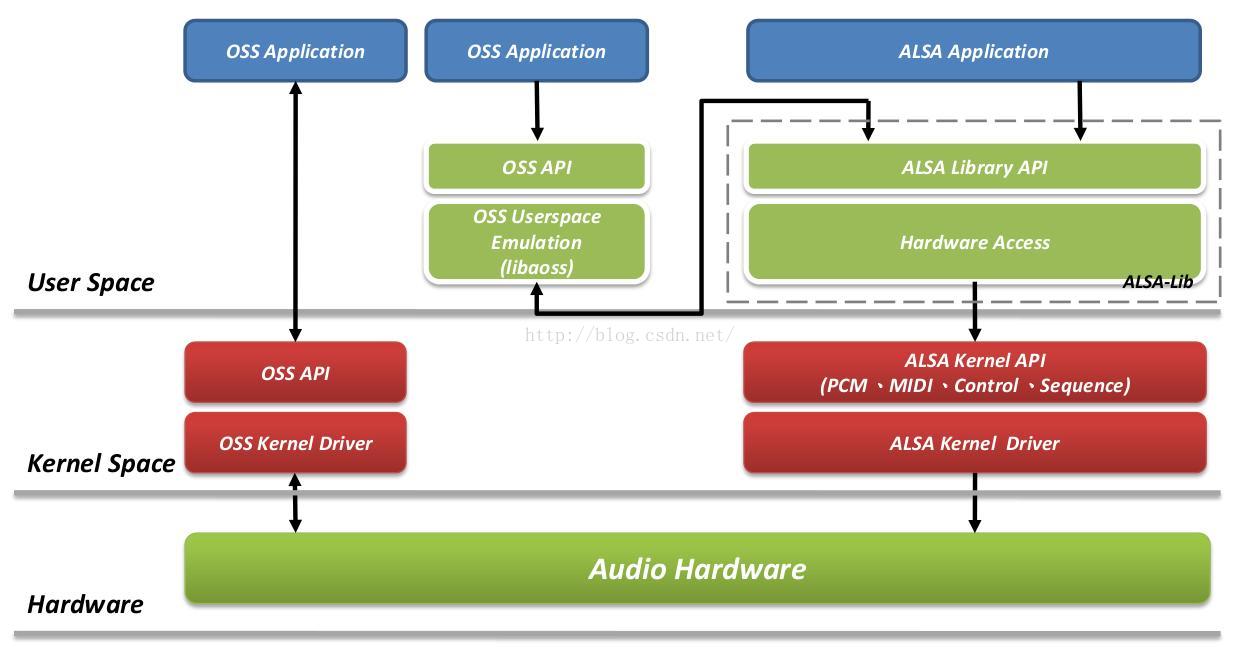 OSS Application
OSS Application
ALSA Application
OSS API
ALSA Library API
OSS Userspace
Emulation
(libaoss)
Hardware Access
ALSA-Lib
User Space
http://blog.csdn.net/
OSS API
ALSA Kernel API
(PCM、MIDI、Control、Sequence)
OSS Kernel Driver
ALSA Kernel Driver
Kernel Space
Audio Hardware
Hardware